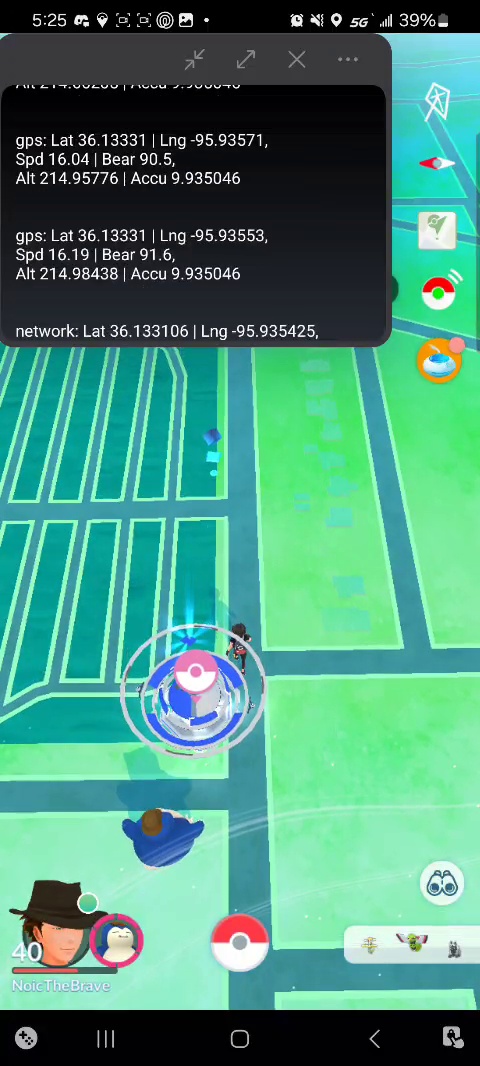 5:25
5G
39%
gps: Lat 36.13331 | Lng -95.93571,
Spd 16.04 | Bear 90.5,
Alt 214.95776 | Accu 9.935046
gps: Lat 36.13331 | Lng -95.93553,
Spd 16.19 | Bear 91.6,
Alt 214.98438 | Accu 9.935046
network: Lat 36.133106 | Lng -95.935425,
40
NoicTheBrave